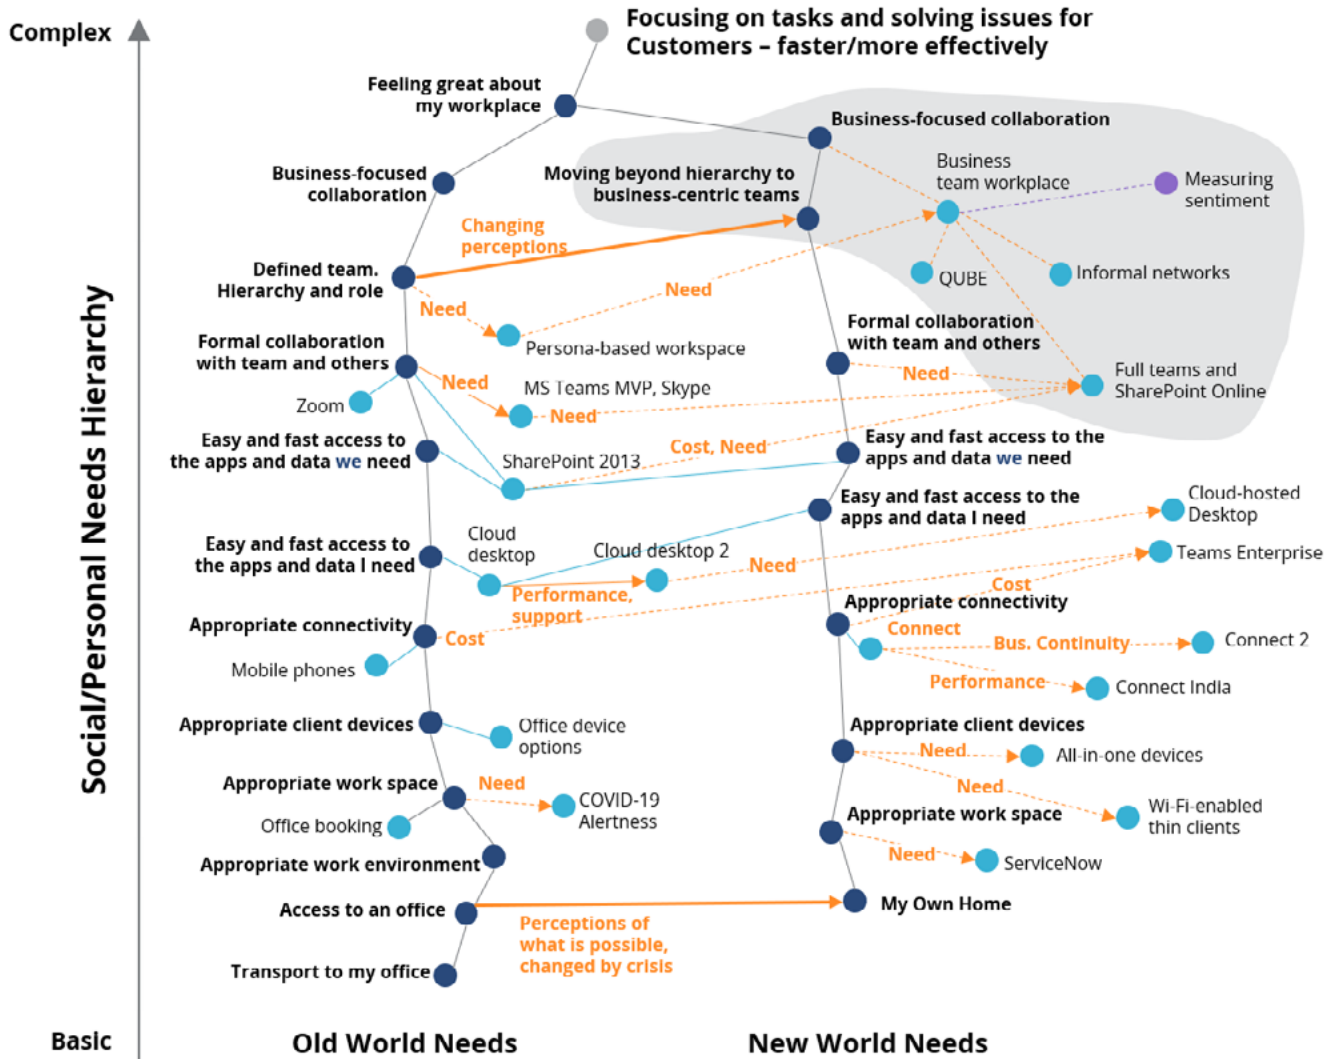 Complex
Focusing on tasks and solving issues for
Customers – faster/more effectively
Feeling great about
my workplace
Business-focused collaboration
Business-focused
collaboration
Moving beyond hierarchy to
business-centric teams
Business
team workplace
Measuring
sentiment
Changing
perceptions
Defined team.
Hierarchy and role
QUBE
Informal networks
Need
Need
Persona-based workspace
Formal collaboration
with team and others
Formal collaboration
with team and others
Need
MS Teams MVP, Skype
Need
Need
Full teams and
SharePoint Online
Zoom
Easy and fast access to
the apps and data we need
SharePoint 2013
Cost, Need
Easy and fast access to the
apps and data we need
Easy and fast access to the
apps and data I need
Cloud-hosted
Desktop
Easy and fast access to
the apps and data I need
Cloud
desktop
Cloud desktop 2
Need
Teams Enterprise
Performance,
support
Cost
Appropriate connectivity
Cost
Appropriate connectivity
Connect
Bus. Continuity
Connect 2
Mobile phones
Performance
Connect India
Appropriate client devices
Office device
options
Appropriate client devices
Need
All-in-one devices
Need
Wi-Fi-enabled
thin clients
Appropriate work space
Need
COVID-19
Alertness
Office booking
Appropriate work space
Need
ServiceNow
Appropriate work environment
Access to an office
Perceptions of
what is possible,
changed by crisis
My Own Home
Transport to my office
Social/Personal Needs Hierarchy
Basic
Old World Needs
New World Needs